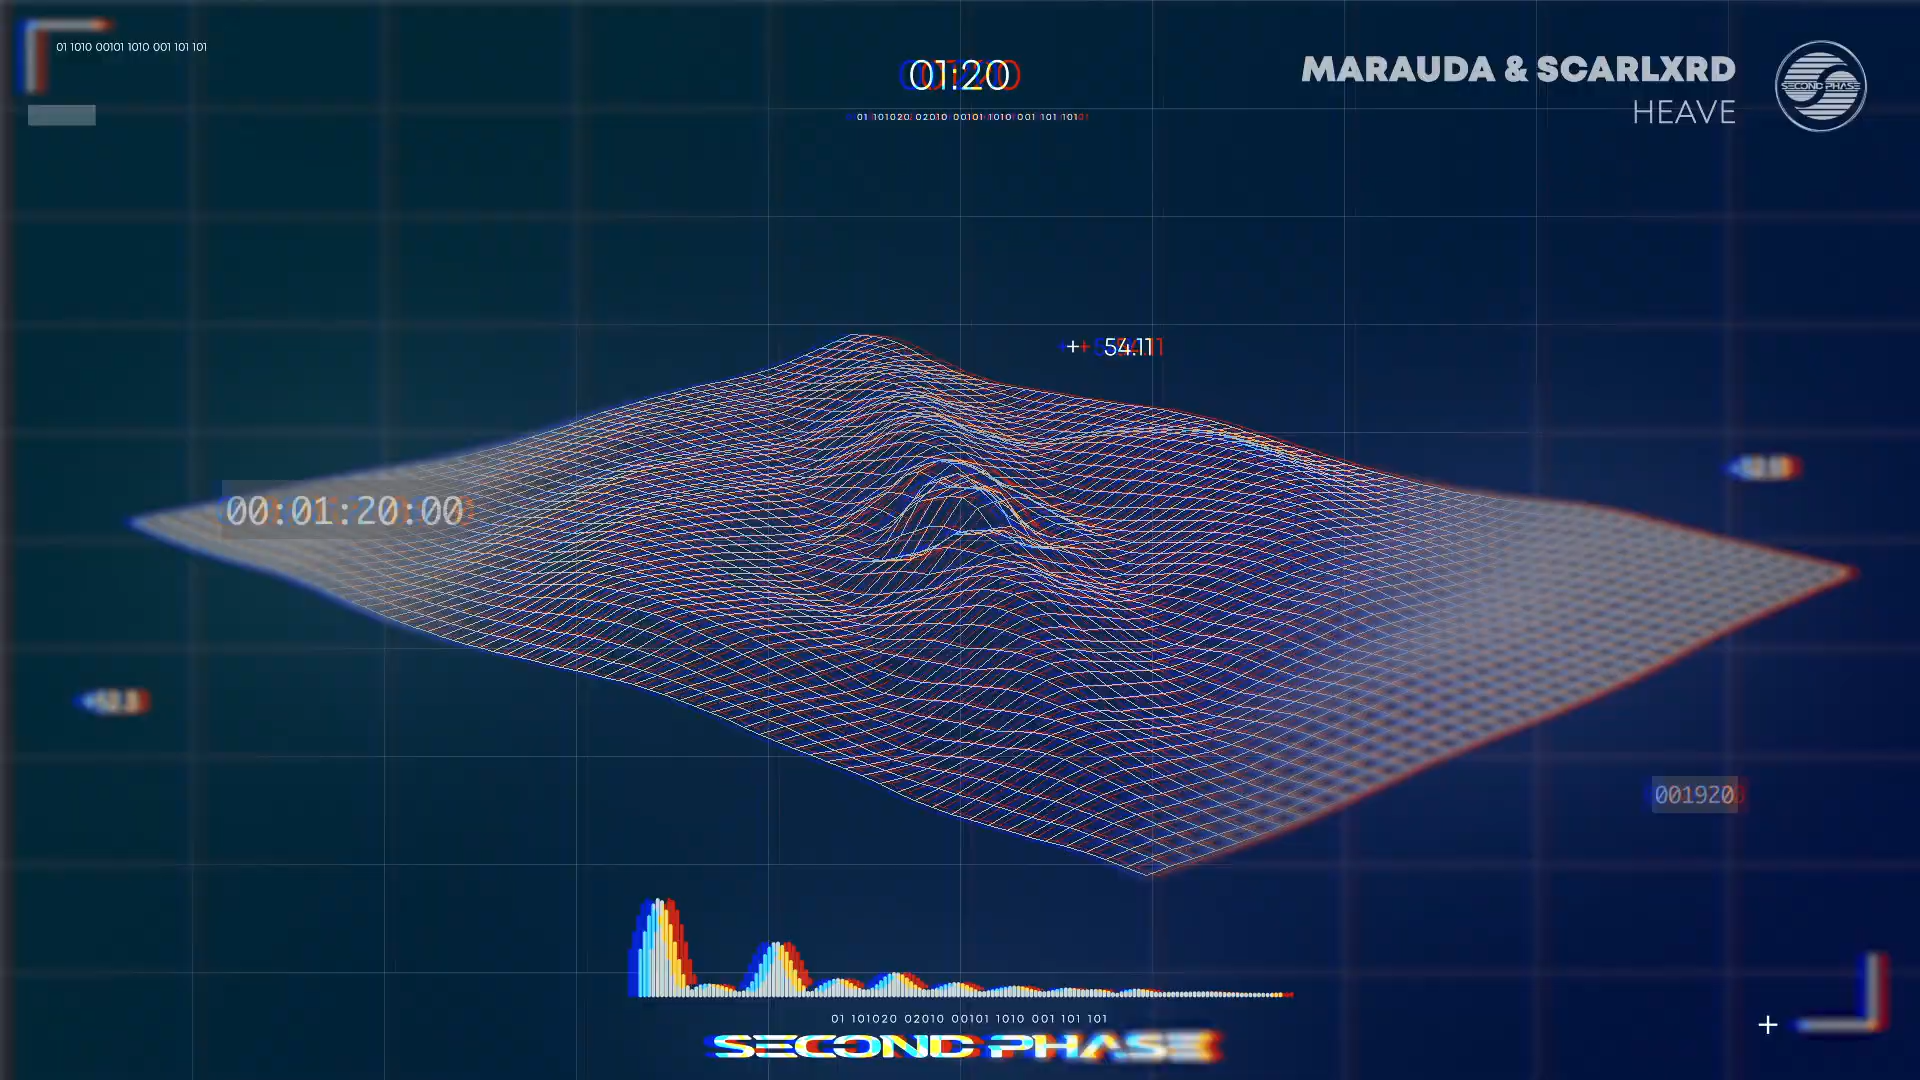 01 1010 00101 1010 001 101 101
01:20
01 101020 02010 00101 1010 001 101 101
MARAUDA & SCARLXRD
HEAVE
SECOND PHASE
+ 54.11
00:01:20:00
001920
01 101020 02010 00101 1010 001 101 101
SECOND PHASE
+